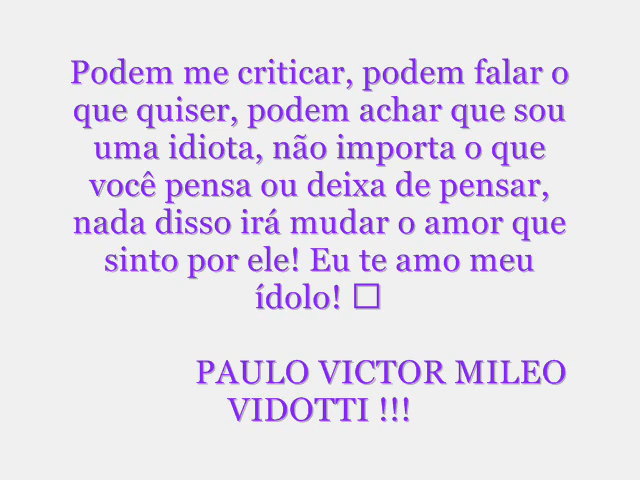 Podem me criticar, podem falar o
que quiser, podem achar que sou
uma idiota, não importa o que
você pensa ou deixa de pensar,
nada disso irá mudar o amor que
sinto por ele! Eu te amo meu
ídolo! □
PAULO VICTOR MILEO
VIDOTTI !!!